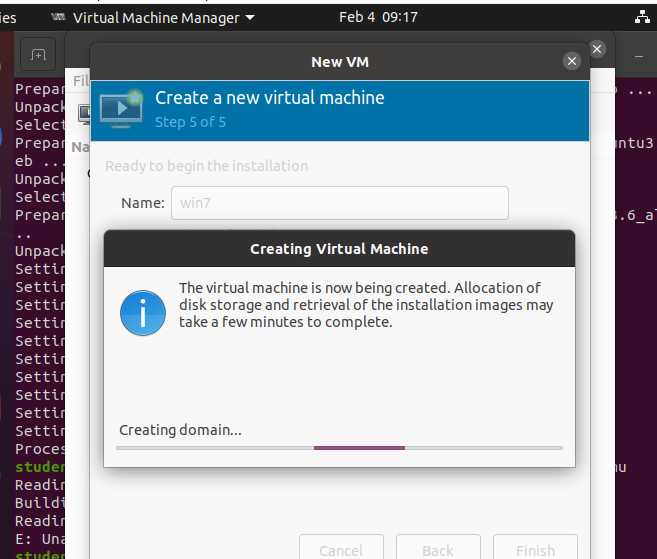 ies Virtual Machine Manager Feb 4 09:17
New VM
Create a new virtual machine
Step 5 of 5
Ready to begin the installation
Name: win7
Creating Virtual Machine
The virtual machine is now being created. Allocation of
disk storage and retrieval of the installation images may
take a few minutes to complete.
Creating domain...
Cancel Back Finish
Fil
Na
Prepar
...
Unpack
Select
Prepar
untu3
eb ...
Unpack
Select
Prepar
3.6_al
..
Unpack
Settin
Settin
Settin
Settin
Settin
Settin
Settin
Settin
Settin
Settin
Proces
studen
nu
Readin
Buildi
Readin
E: Una
studen